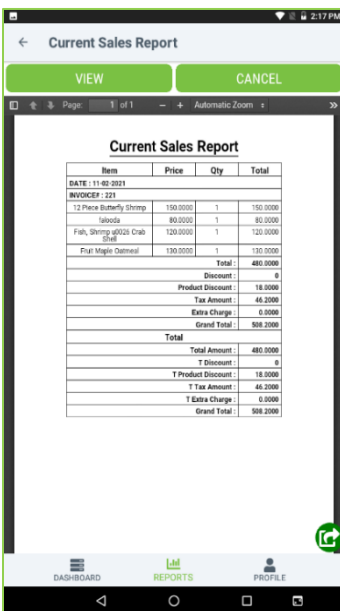 2:17 PM
Current Sales Report
VIEW CANCEL
Page: 1 of 1 Automatic Zoom
Current Sales Report
Item Price Qty Total
DATE : 11-02-2021
INVOICE# : 221
12 Piece Butterfly Shrimp 150.0000 1 150.0000
falooda 80.0000 1 80.0000
Fish, Shrimp u0026 Crab 120.0000 1 120.0000
Shell
Fruit Maple Oatmeal 130.0000 1 130.0000
Total : 480.0000
Discount : 0
Product Discount : 18.0000
Tax Amount : 46.2000
Extra Charge : 0.0000
Grand Total : 508.2000
Total
Total Amount : 480.0000
T Discount : 0
T Product Discount : 18.0000
T Tax Amount : 46.2000
T Extra Charge : 0.0000
Grand Total : 508.2000
DASHBOARD REPORTS PROFILE